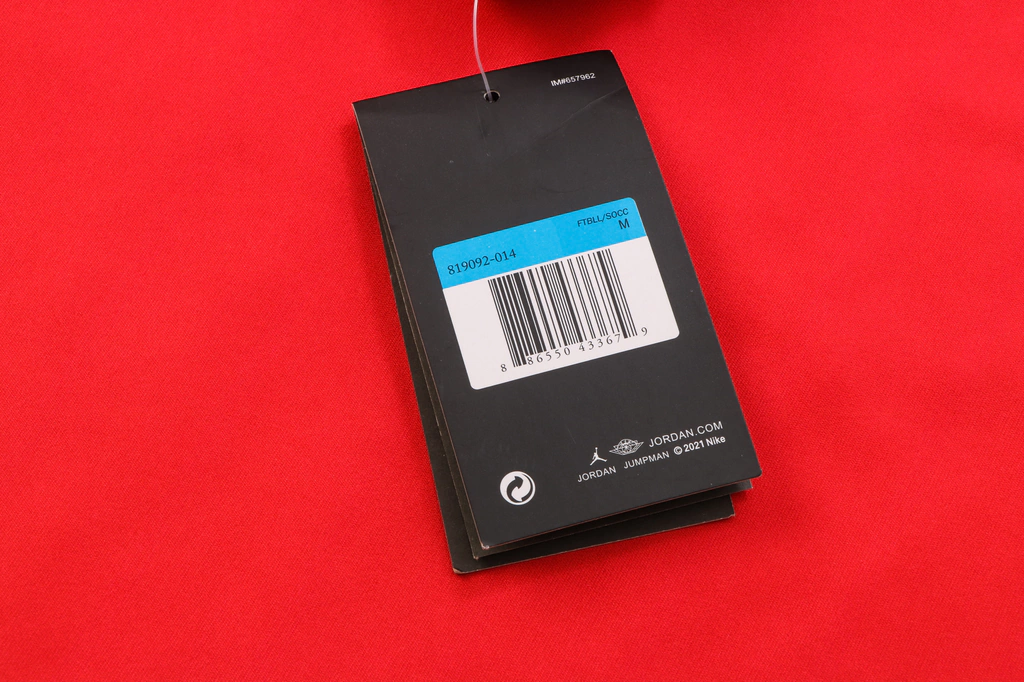 IM#657962
FTBLL/SOCC
M
819092-014
8 86550 43367 9
JORDAN.COM
JORDAN JUMPMAN © 2021 Nike